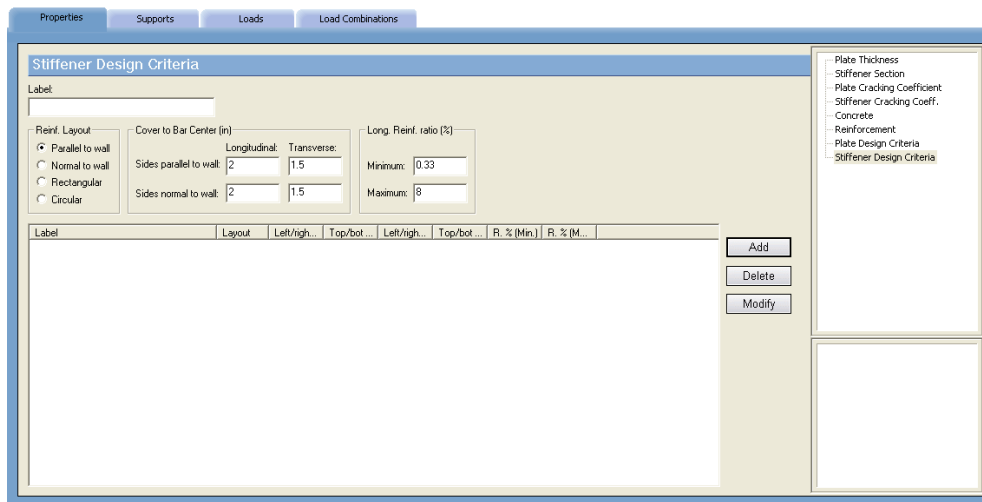 Properties Supports Loads Load Combinations
Stiffener Design Criteria
Label:
Reinf. Layout
Parallel to wall
Normal to wall
Rectangular
Circular
Cover to Bar Center (in)
Longitudinal: Transverse:
Sides parallel to wall: 2 1.5
Sides normal to wall: 2 1.5
Long. Reinf. ratio (%)
Minimum: 0.33
Maximum: 8
Label Layout Left/righ... Top/bot ... Left/righ... Top/bot ... R. % (Min.) R. % (M...
Add
Delete
Modify
Plate Thickness
Stiffener Section
Plate Cracking Coefficient
Stiffener Cracking Coeff.
Concrete
Reinforcement
Plate Design Criteria
Stiffener Design Criteria